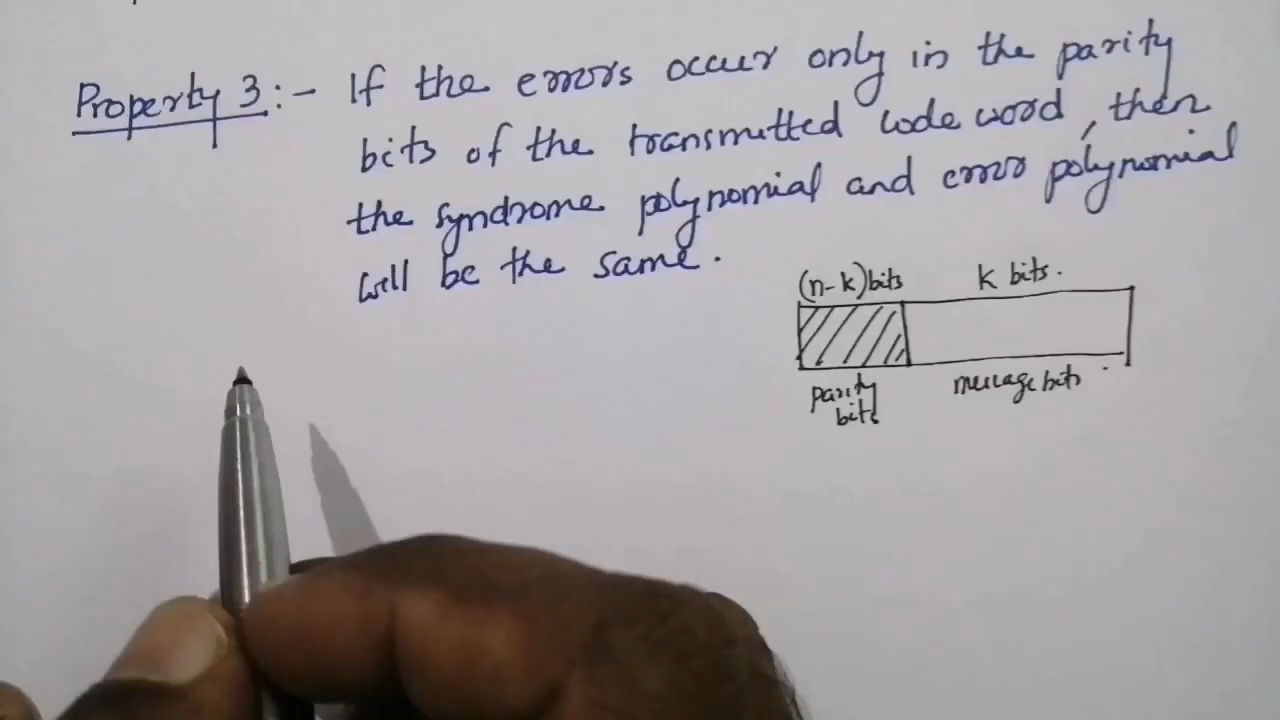 Property 3:- If the errors occur only in the parity
bits of the transmitted code word, then
the syndrome polynomial and error polynomial
will be the same.
(n-k)bits k bits.
parity message bits
bits